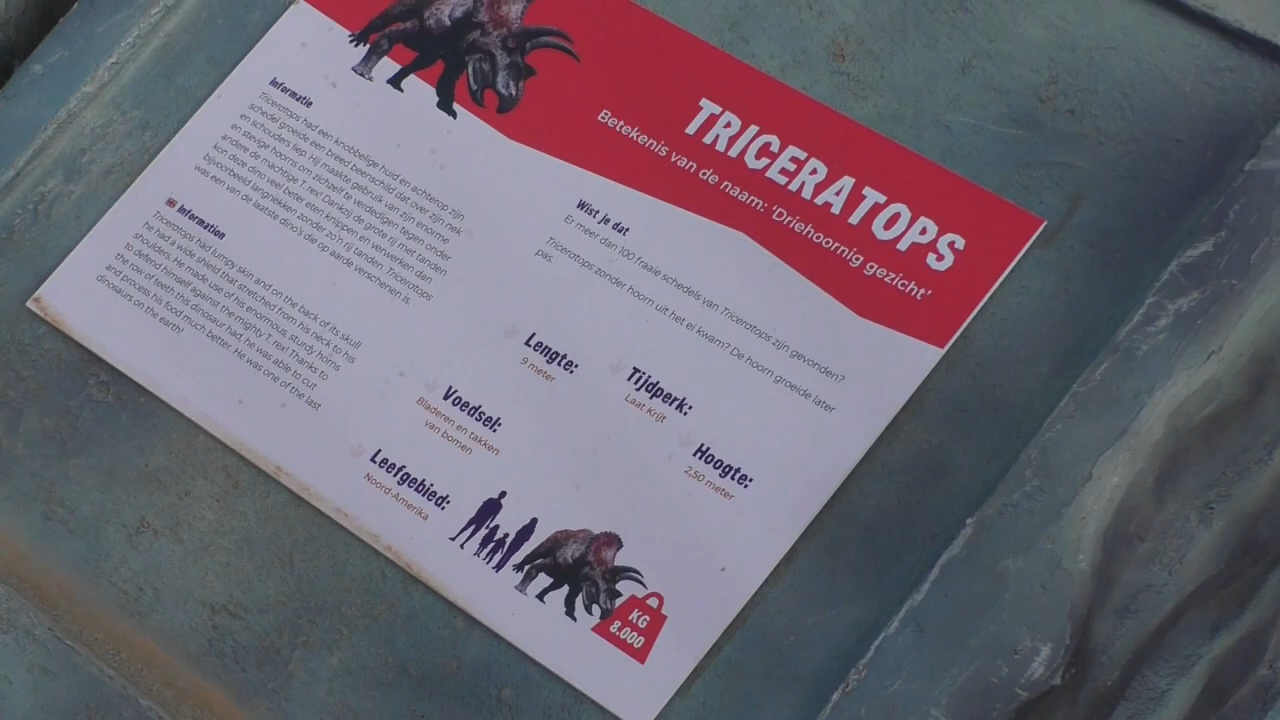 TRICERATOPS
Betekenis van de naam: 'Driehoornig gezicht'
Informatie
Triceratops had een knobbelige huid en achterop zijn
schedel groeide een breed beenschild dat over zijn nek
en schouders liep. Hij maakte gebruik van zijn enorme
en stevige hoorns om zichzelf te verdedigen tegen onder
andere de machtige T. rex! Dankzij de grote rij met tanden
kon deze dino veel beter eten knippen en verwerken dan
bijvoorbeeld langnekken zonder zo'n rij tanden. Triceratops
was een van de laatste dino's die op aarde verschenen is.
Information
Triceratops had lumpy skin and on the back of its skull
he had a wide shield that stretched from his neck to his
shoulders. He made use of his enormous, sturdy horns
to defend himself against the mighty T. rex! Thanks to
the row of teeth this dinosaur had, he was able to cut
and process his food much better. He was one of the last
dinosaurs on the earth!
Wist je dat
Er meer dan 100 fraaie schedels van Triceratops zijn gevonden?
Triceratops zonder hoorn uit het ei kwam? De hoorn groeide later
pas.
Lengte:
9 meter
Tijdperk:
Laat Krijt
Voedsel:
Bladeren en takken
van bomen
Hoogte:
2,50 meter
Leefgebied:
Noord-Amerika
KG
8.000